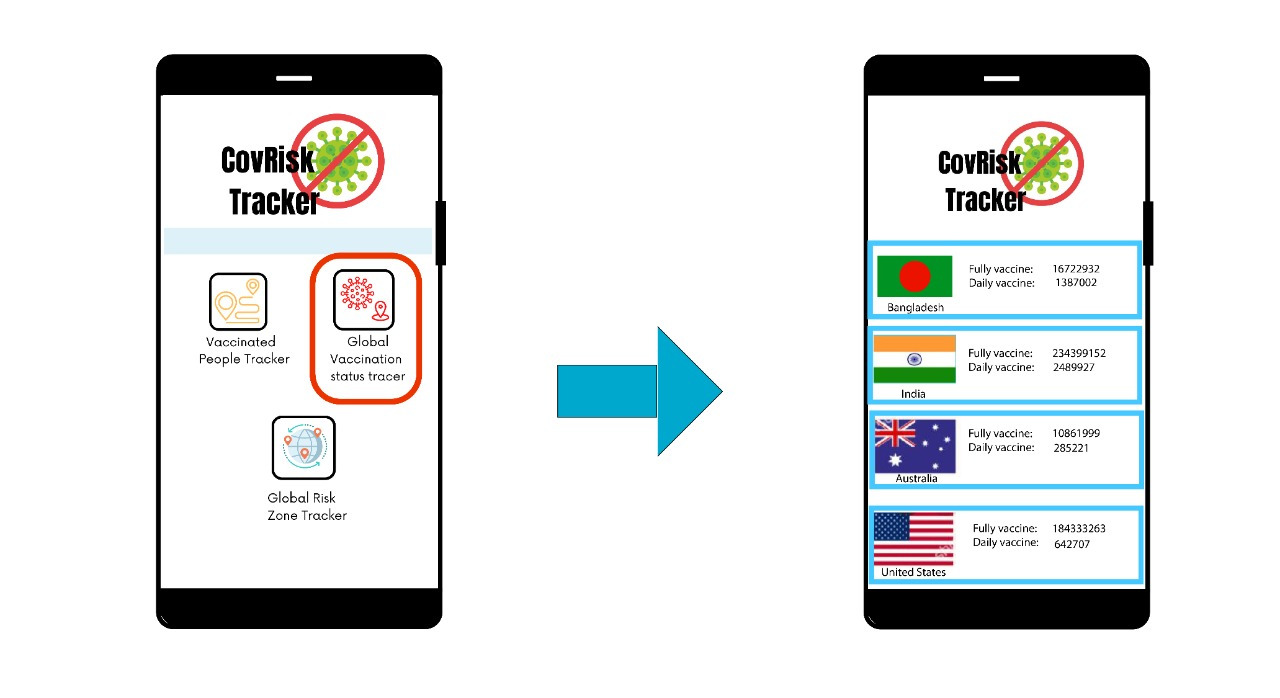 CovRisk
Tracker
Vaccinated
People Tracker
Global
Vaccination
status tracer
Global Risk
Zone Tracker
CovRisk
Tracker
Fully vaccine: 16722932
Daily vaccine: 1387002
Bangladesh
Fully vaccine: 234399152
Daily vaccine: 2489927
India
Fully vaccine: 10861999
Daily vaccine: 285221
Australia
Fully vaccine: 184333263
Daily vaccine: 642707
United States